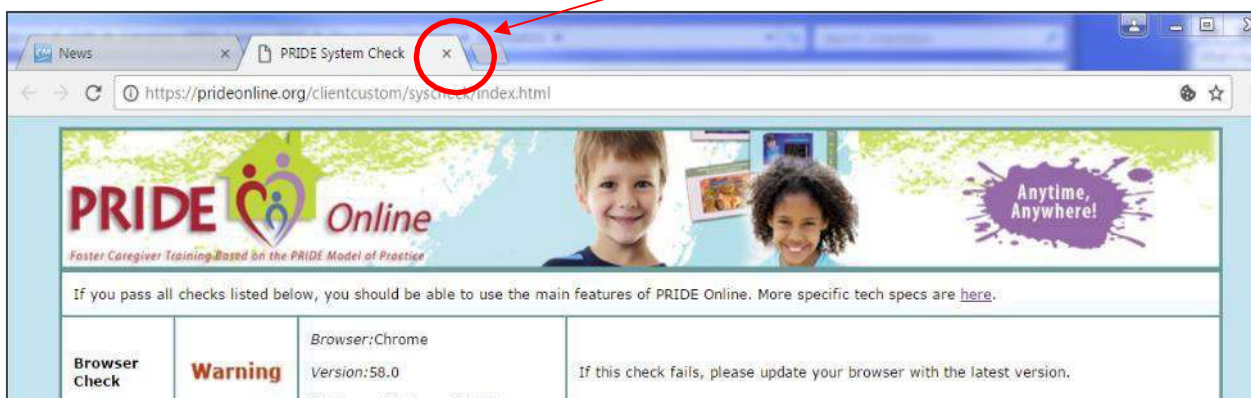 News
PRIDE System Check
https://prideonline.org/clientcustom/syscheck/index.html
PRIDE Online
Foster Caregiver Training Based on the PRIDE Model of Practice
Anytime,
Anywhere!
If you pass all checks listed below, you should be able to use the main features of PRIDE Online. More specific tech specs are here.
Browser
Check
Warning
Browser:Chrome
Version:58.0
If this check fails, please update your browser with the latest version.